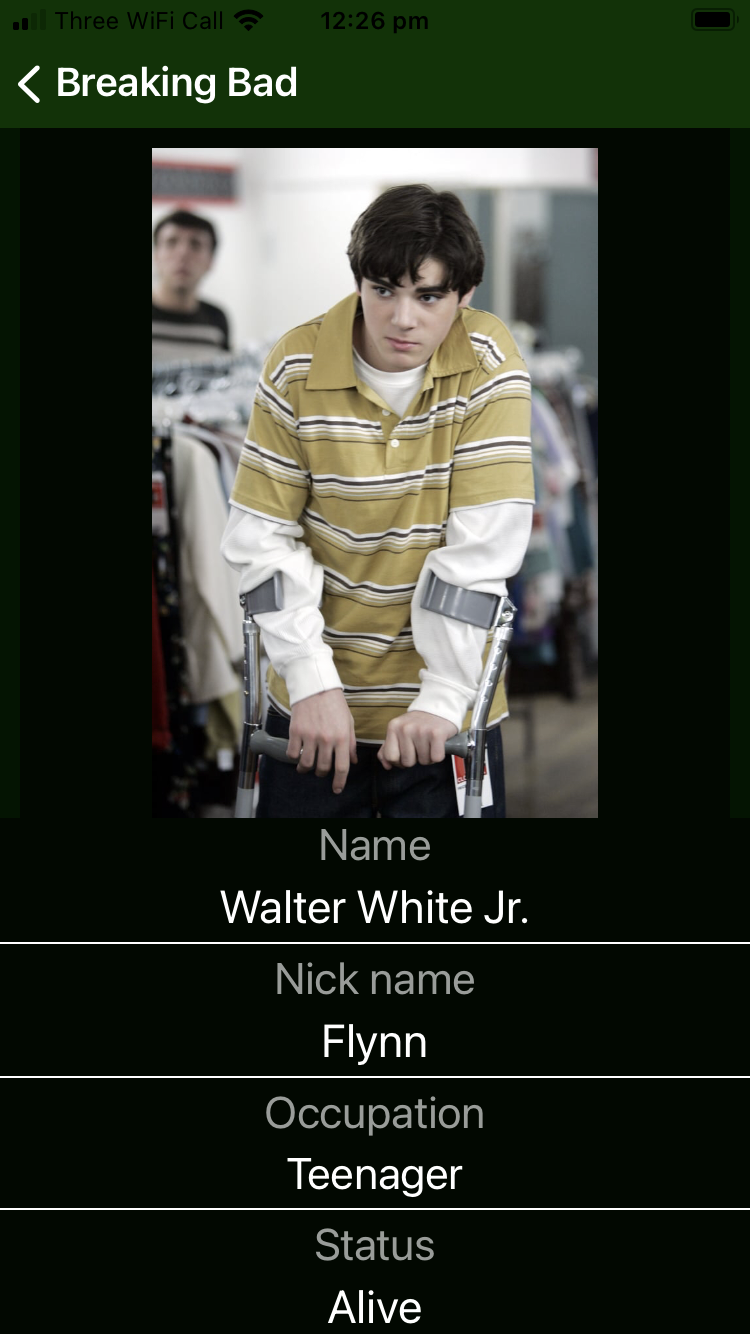 Three WiFi Call 12:26 pm
Breaking Bad
Name
Walter White Jr.
Nick name
Flynn
Occupation
Teenager
Status
Alive